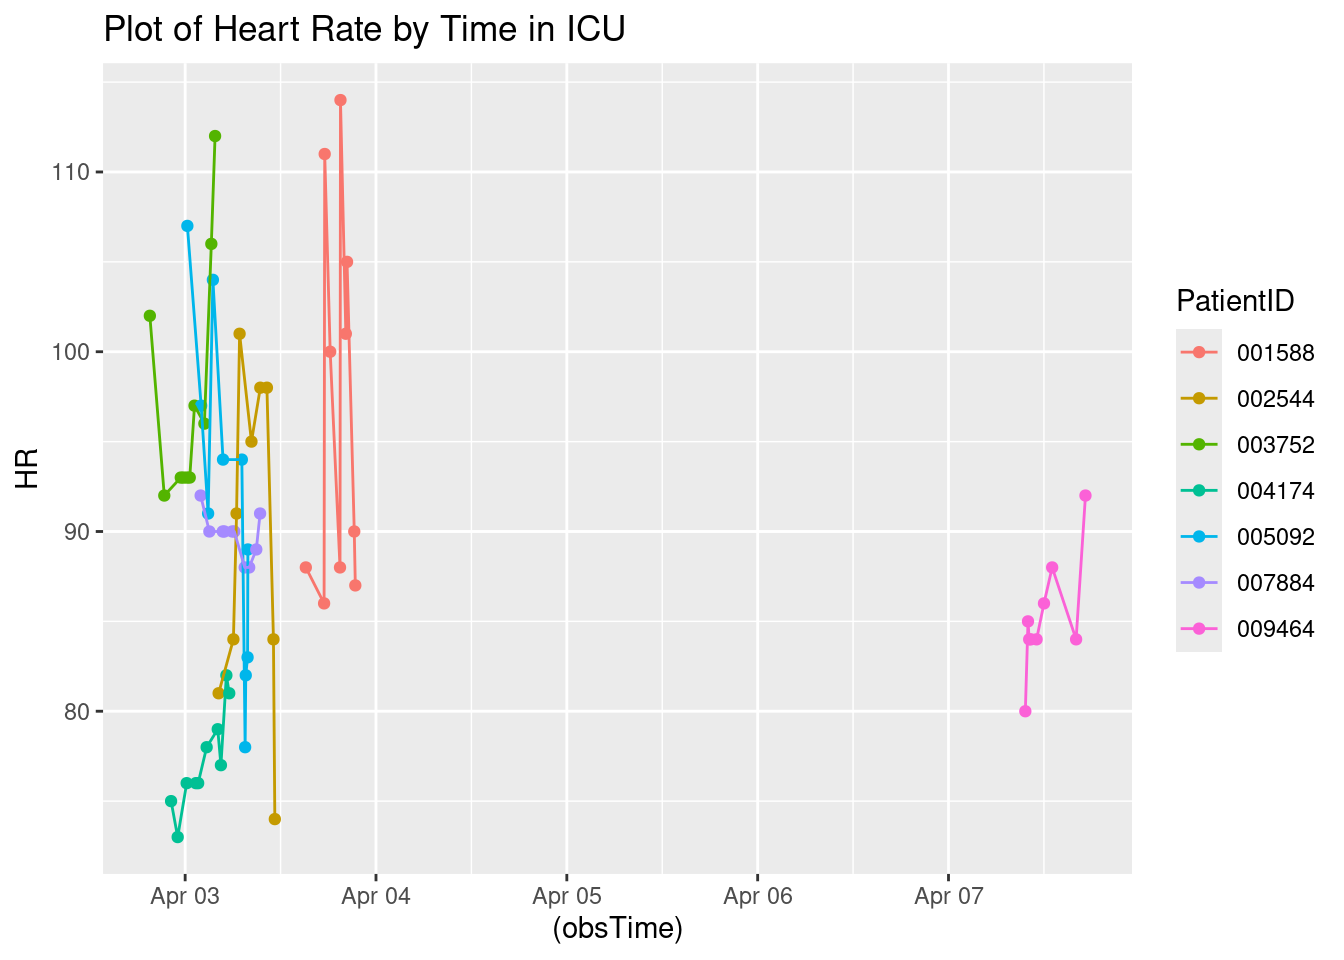 Plot of Heart Rate by Time in ICU
110
100
90
80
HR
Apr 03
Apr 04
Apr 05
Apr 06
Apr 07
(obsTime)
PatientID
001588
002544
003752
004174
005092
007884
009464